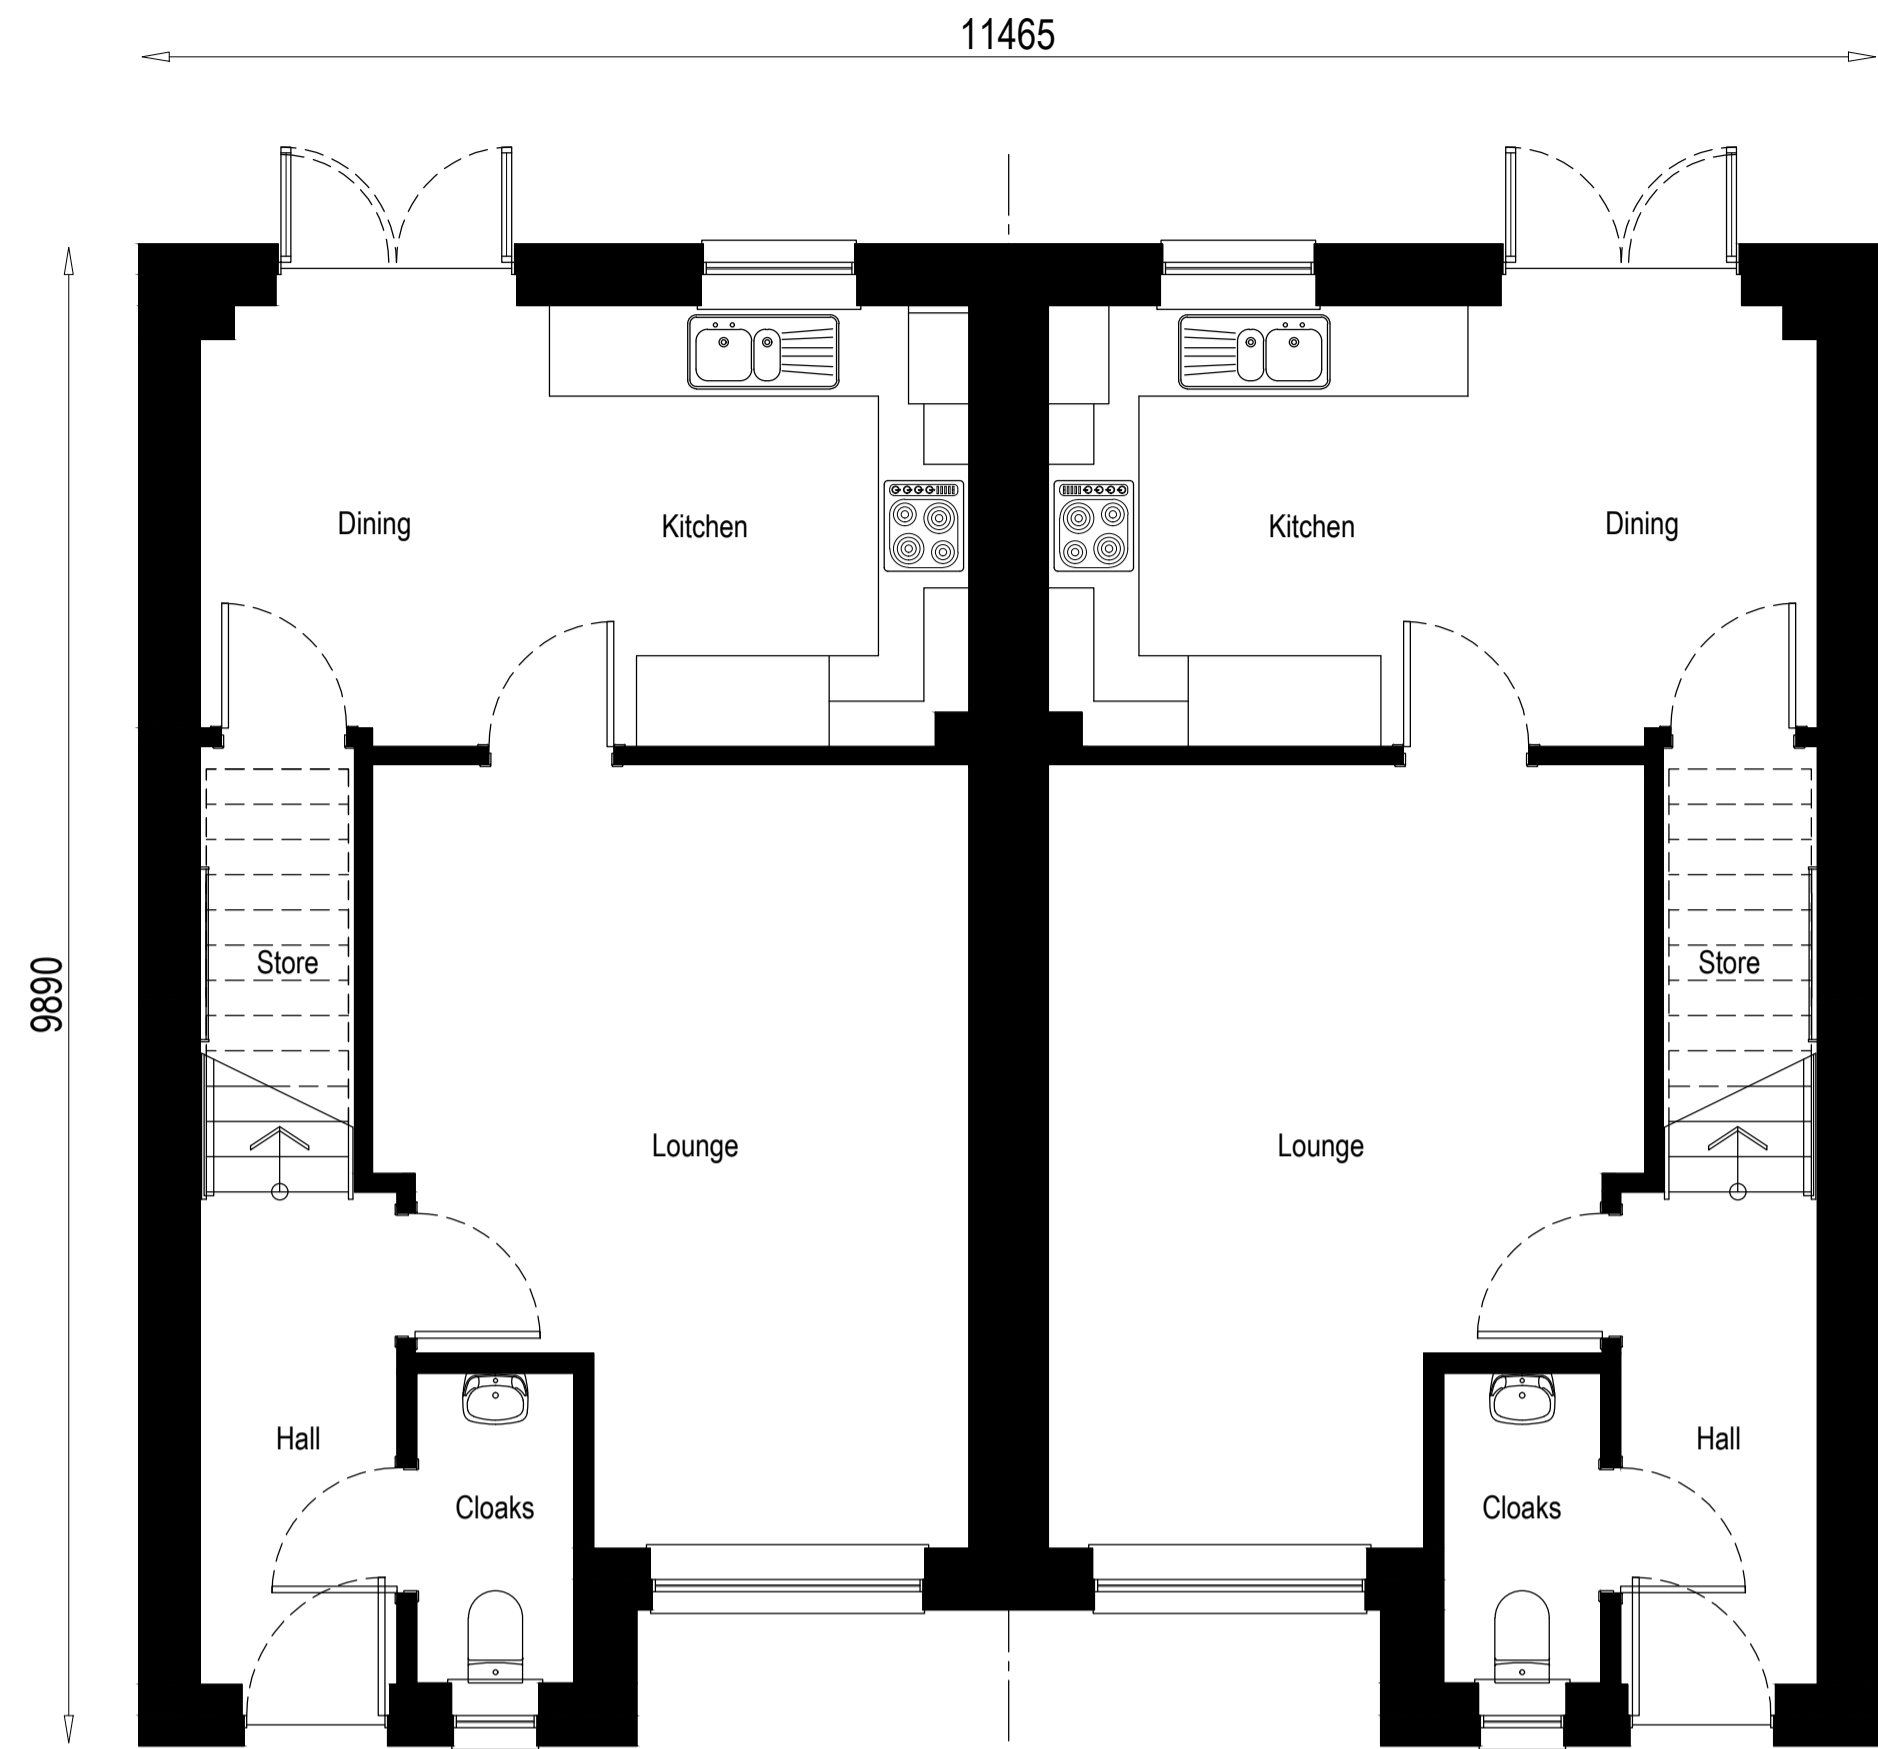 11465
Dining
Kitchen
Kitchen
Dining
9890
Store
Store
Lounge
Lounge
Hall
Hall
Cloaks
Cloaks